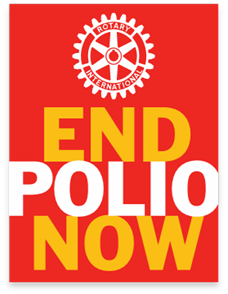 ROTARY
INTERNATIONAL
END
POLIO
NOW